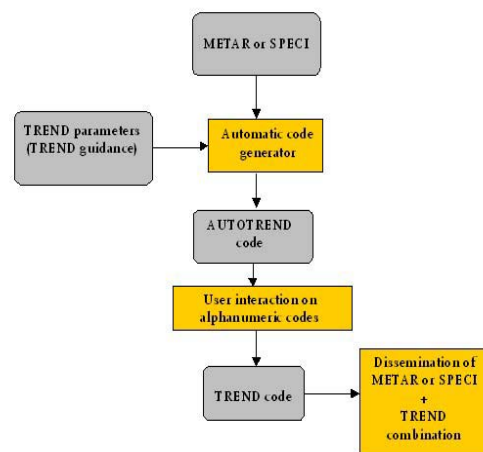 METAR or SPECI
TREND parameters
(TREND guidance)
Automatic code
generator
AUTOTREND
code
User interaction on
alphanumeric codes
TREND code
Dissemination of
METAR or SPECI
+
TREND
combination